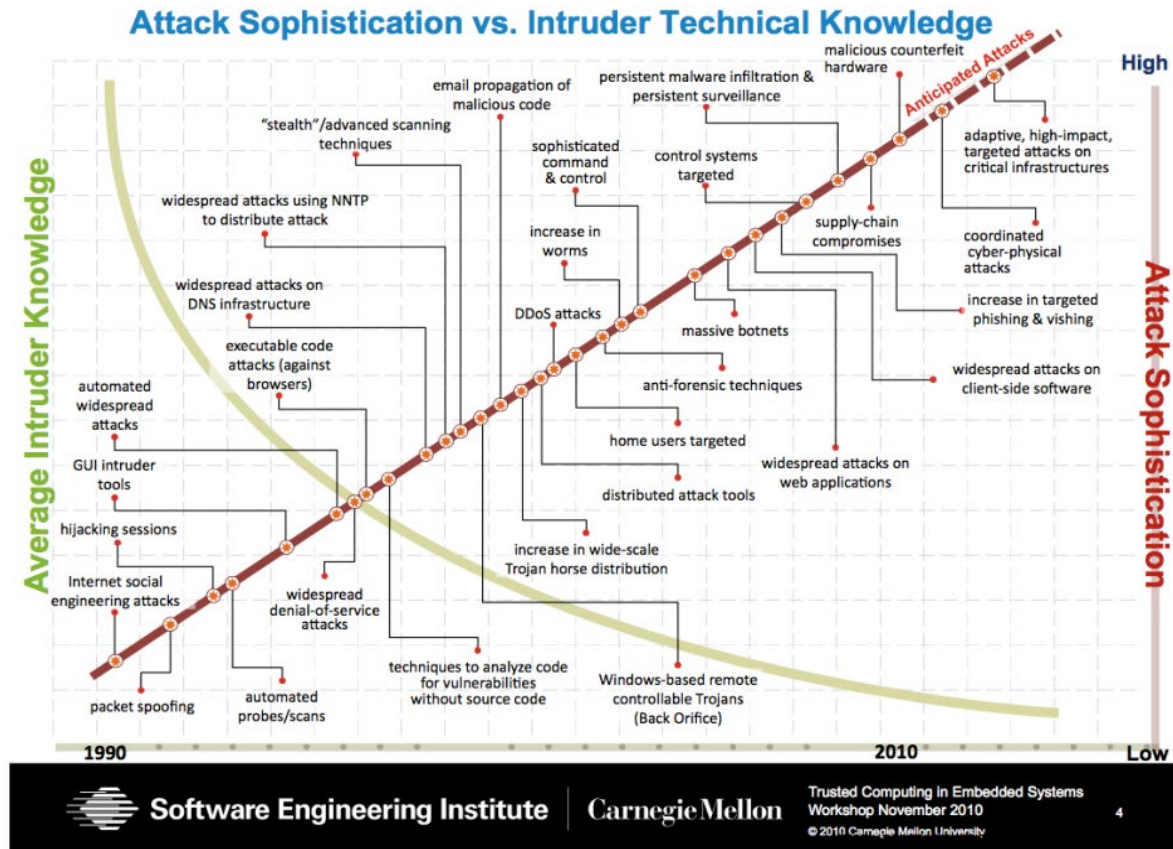 Attack Sophistication vs. Intruder Technical Knowledge
High
Average Intruder Knowledge
Attack Sophistication
Anticipated Attacks
malicious counterfeit
hardware
persistent malware infiltration &
persistent surveillance
email propagation of
malicious code
"stealth"/advanced scanning
techniques
sophisticated
command
& control
control systems
targeted
adaptive, high-impact,
targeted attacks on
critical infrastructures
widespread attacks using NNTP
to distribute attack
increase in
worms
supply-chain
compromises
coordinated
cyber-physical
attacks
widespread attacks on
DNS infrastructure
DDoS attacks
massive botnets
increase in targeted
phishing & vishing
executable code
attacks (against
browsers)
anti-forensic techniques
widespread attacks on
client-side software
automated
widespread
attacks
home users targeted
widespread attacks on
web applications
GUI intruder
tools
distributed attack tools
hijacking sessions
increase in wide-scale
Trojan horse distribution
Internet social
engineering attacks
widespread
denial-of-service
attacks
techniques to analyze code
for vulnerabilities
without source code
Windows-based remote
controllable Trojans
(Back Orifice)
packet spoofing
automated
probes/scans
1990
2010
Low
Software Engineering Institute
Carnegie Mellon
Trusted Computing in Embedded Systems
Workshop November 2010
4
© 2010 Carnegie Mellon University